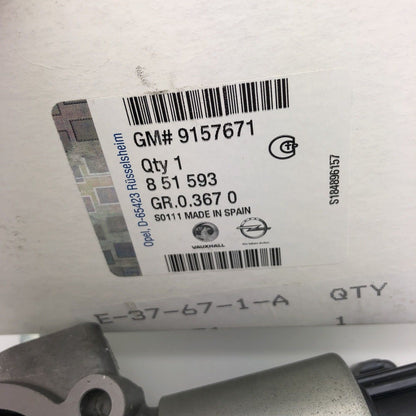 GM# 9157671
Qty 1
8 51 593
GR.0.367 0
S0111 MADE IN SPAIN
VAUXHALL
Opel, D-65423 Rüsselsheim
S184896157
E-37-67-1-A QTY
1